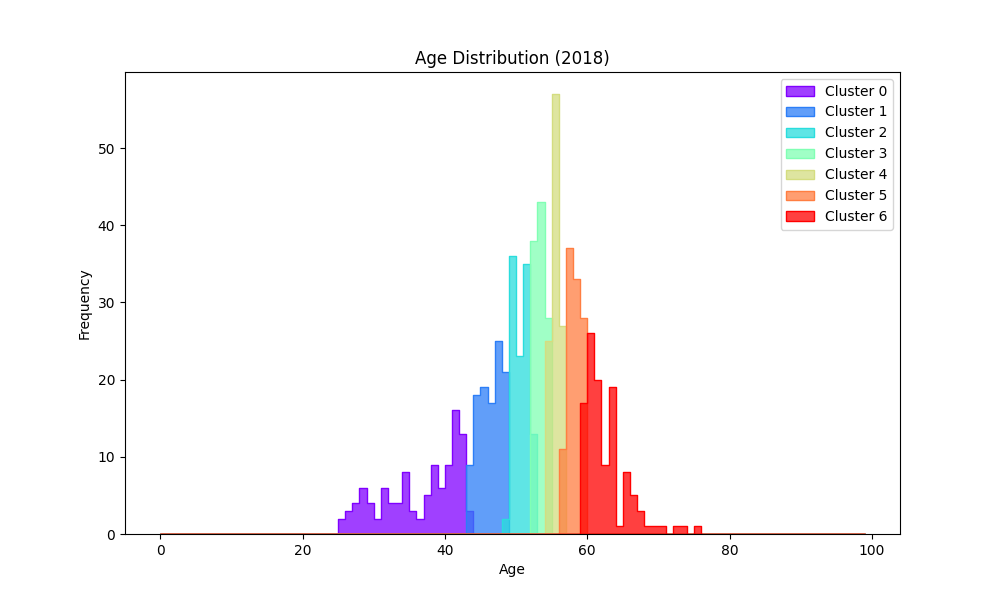 Age Distribution (2018)
Cluster 0
Cluster 1
Cluster 2
Cluster 3
Cluster 4
Cluster 5
Cluster 6
Frequency
50
40
30
20
10
0
0 20 40 60 80 100
Age